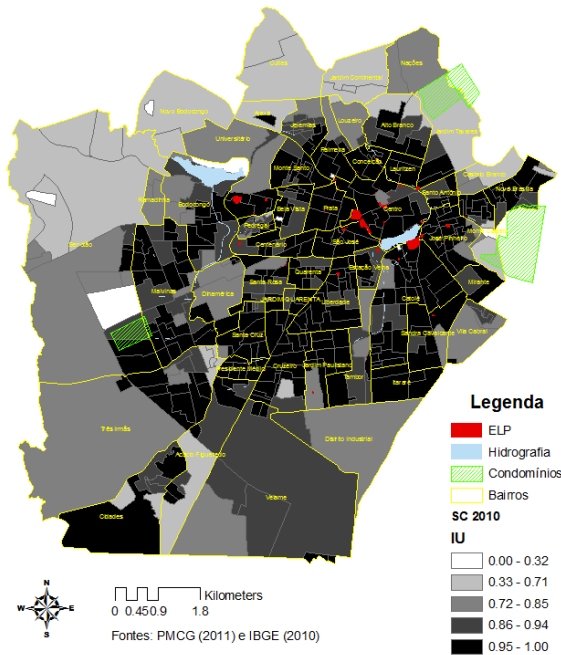 Cuités
Jardim Continental
Nações
Novo Bodocongó
Araxá
Jeremias
Louzeiro
Alto Branco
Jardim Tavares
Universitário
Palmeira
Conceição
Lauritzen
Monte Santo
Castelo Branco
Ramadinha
Bodocongó
Santo Antônio
Nova Brasília
Bela Vista
Prata
Centro
Pedregal
José Pinheiro
Serrotão
Centenário
São José
Estação Velha
Mirante
Quarenta
Santa Rosa
Malvinas
Dinamérica
JARDIM QUARENTA
Liberdade
Catolé
Santa Cruz
Sandra Cavalcante
Vila Cabral
Presidente Médici
Cruzeiro
Jardim Paulistano
Tambor
Itararé
Três Irmãs
Distrito Industrial
Acácio Figueiredo
Velame
Cidades
Legenda
ELP
Hidrografia
Condomínios
Bairros
SC 2010
IU
0.00 - 0.32
0.33 - 0.71
0.72 - 0.85
0.86 - 0.94
0.95 - 1.00
N
W
E
S
Kilometers
0 0.450.9 1.8
Fontes: PMCG (2011) e IBGE (2010)